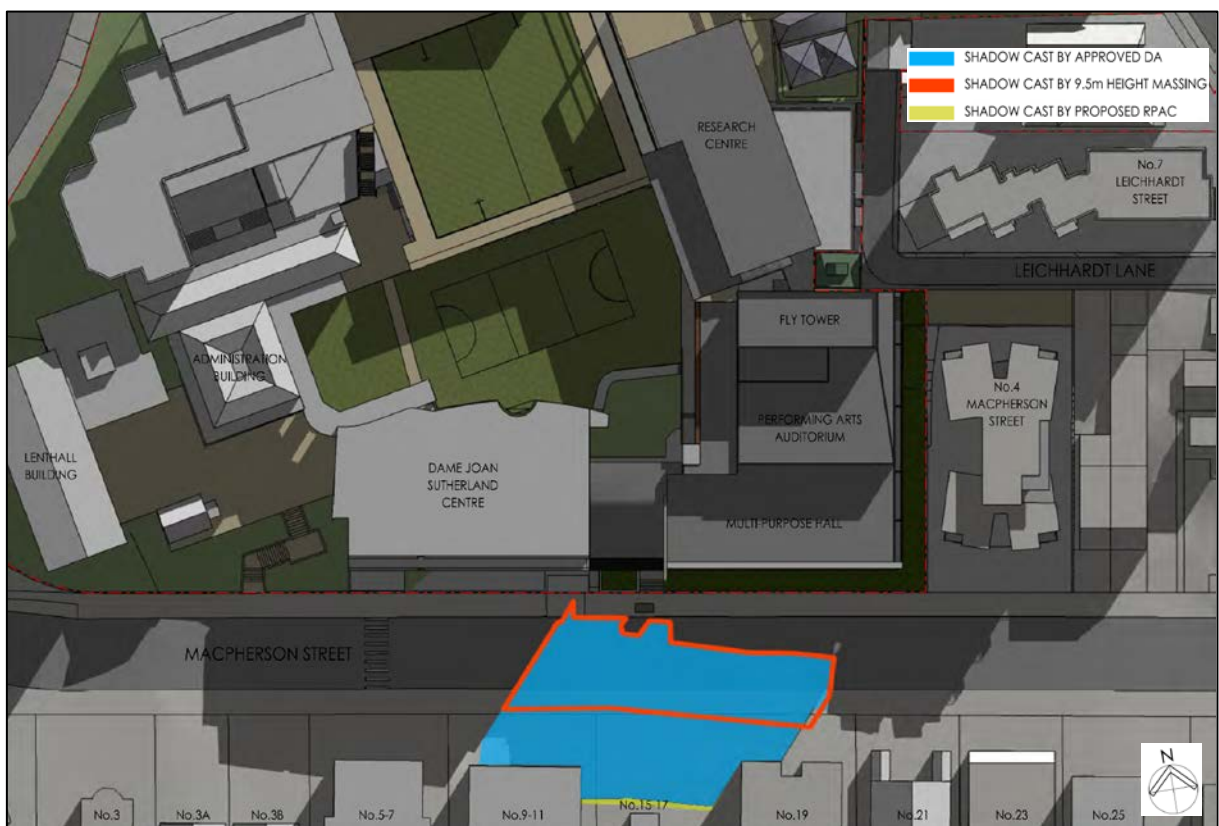 SHADOW CAST BY APPROVED DA
SHADOW CAST BY 9.5m HEIGHT MASSING
SHADOW CAST BY PROPOSED RPAC
RESEARCH
CENTRE
No.7
LEICHHARDT
STREET
LEICHHARDT LANE
FLY TOWER
ADMINISTRATION
BUILDING
No.4
MACPHERSON
STREET
PERFORMING ARTS
AUDITORIUM
LENTHALL
BUILDING
DAME JOAN
SUTHERLAND
CENTRE
MULTI-PURPOSE HALL
MACPHERSON STREET
N
No.3
No.3A
No.3B
No.5-7
No.9-11
No.15-17
No.19
No.21
No.23
No.25